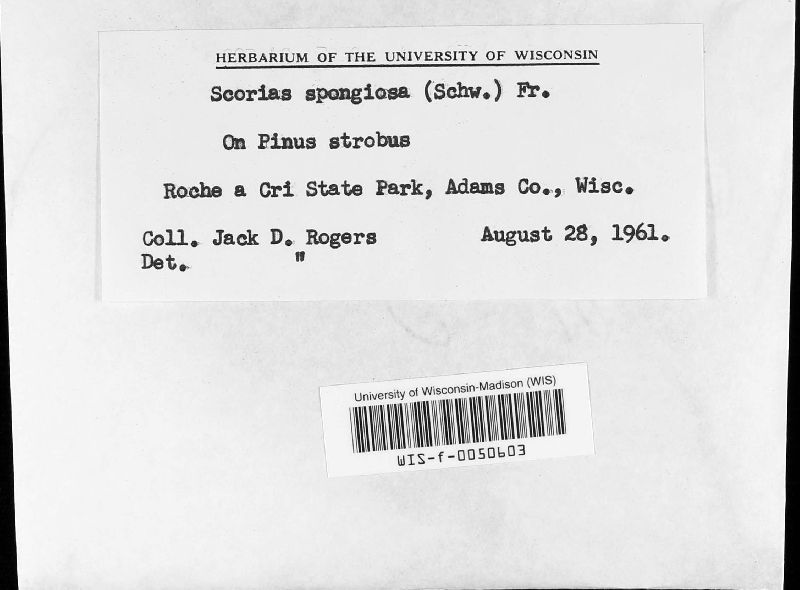 HERBARIUM OF THE UNIVERSITY OF WISCONSIN
Scorias spongiosa (Schw.) Fr.
On Pinus strobus
Roche a Cri State Park, Adams Co., Wisc.
Coll. Jack D. Rogers August 28, 1961.
Det. "
University of Wisconsin-Madison (WIS)
WIS-f-0050603